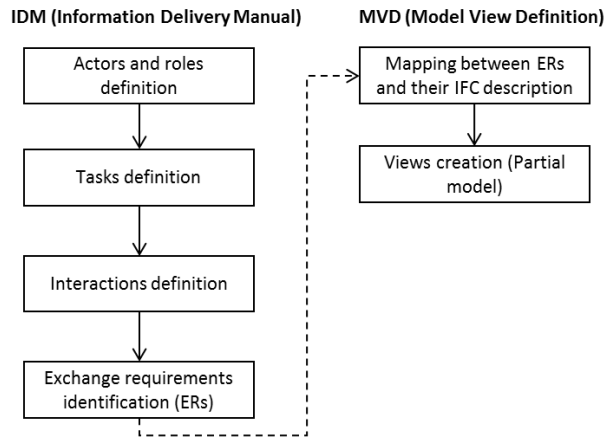 IDM (Information Delivery Manual)
Actors and roles
definition
Tasks definition
Interactions definition
Exchange requirements
identification (ERs)
MVD (Model View Definition)
Mapping between ERs
and their IFC description
Views creation (Partial
model)